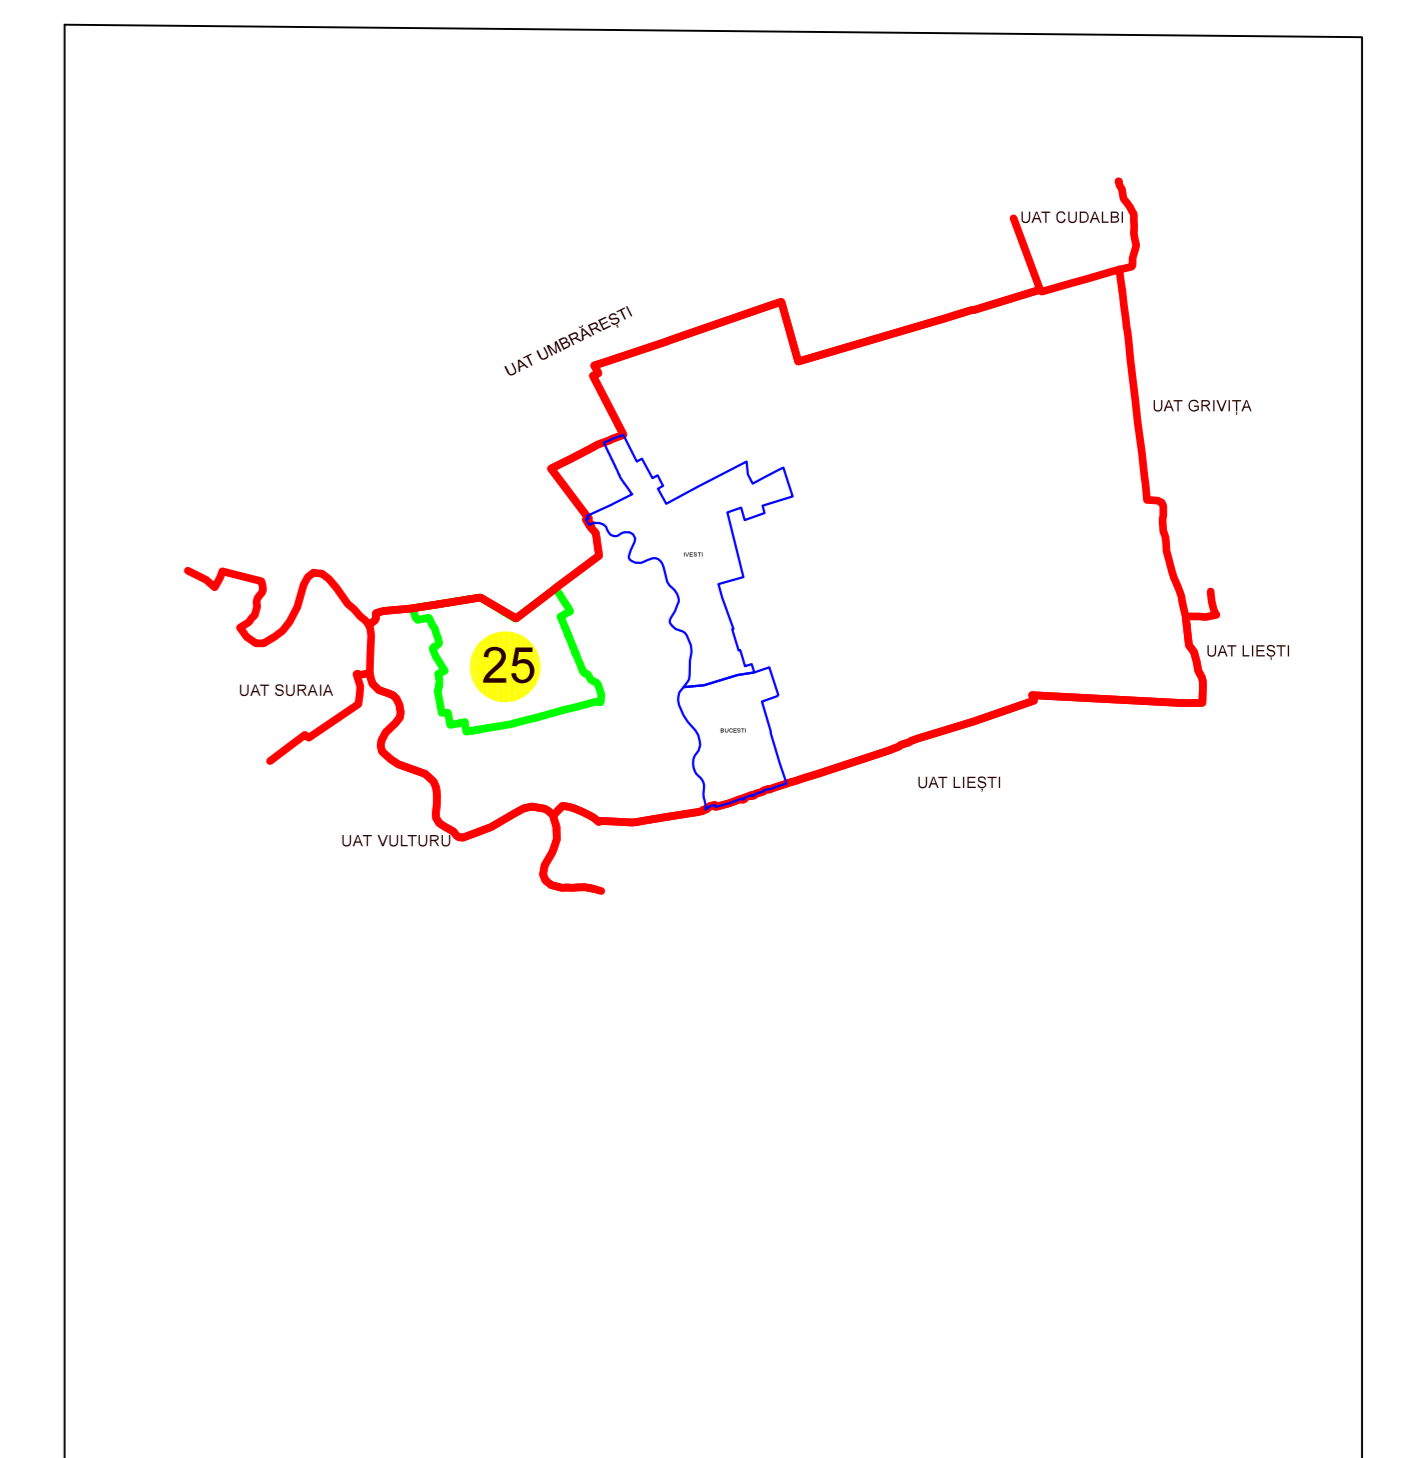 UAT CUDALBI
UAT UMBRĂREȘTI
UAT GRIVIȚA
IVESTI
UAT LIEȘTI
25
UAT SURAIA
BUCESTI
UAT LIEȘTI
UAT VULTURU